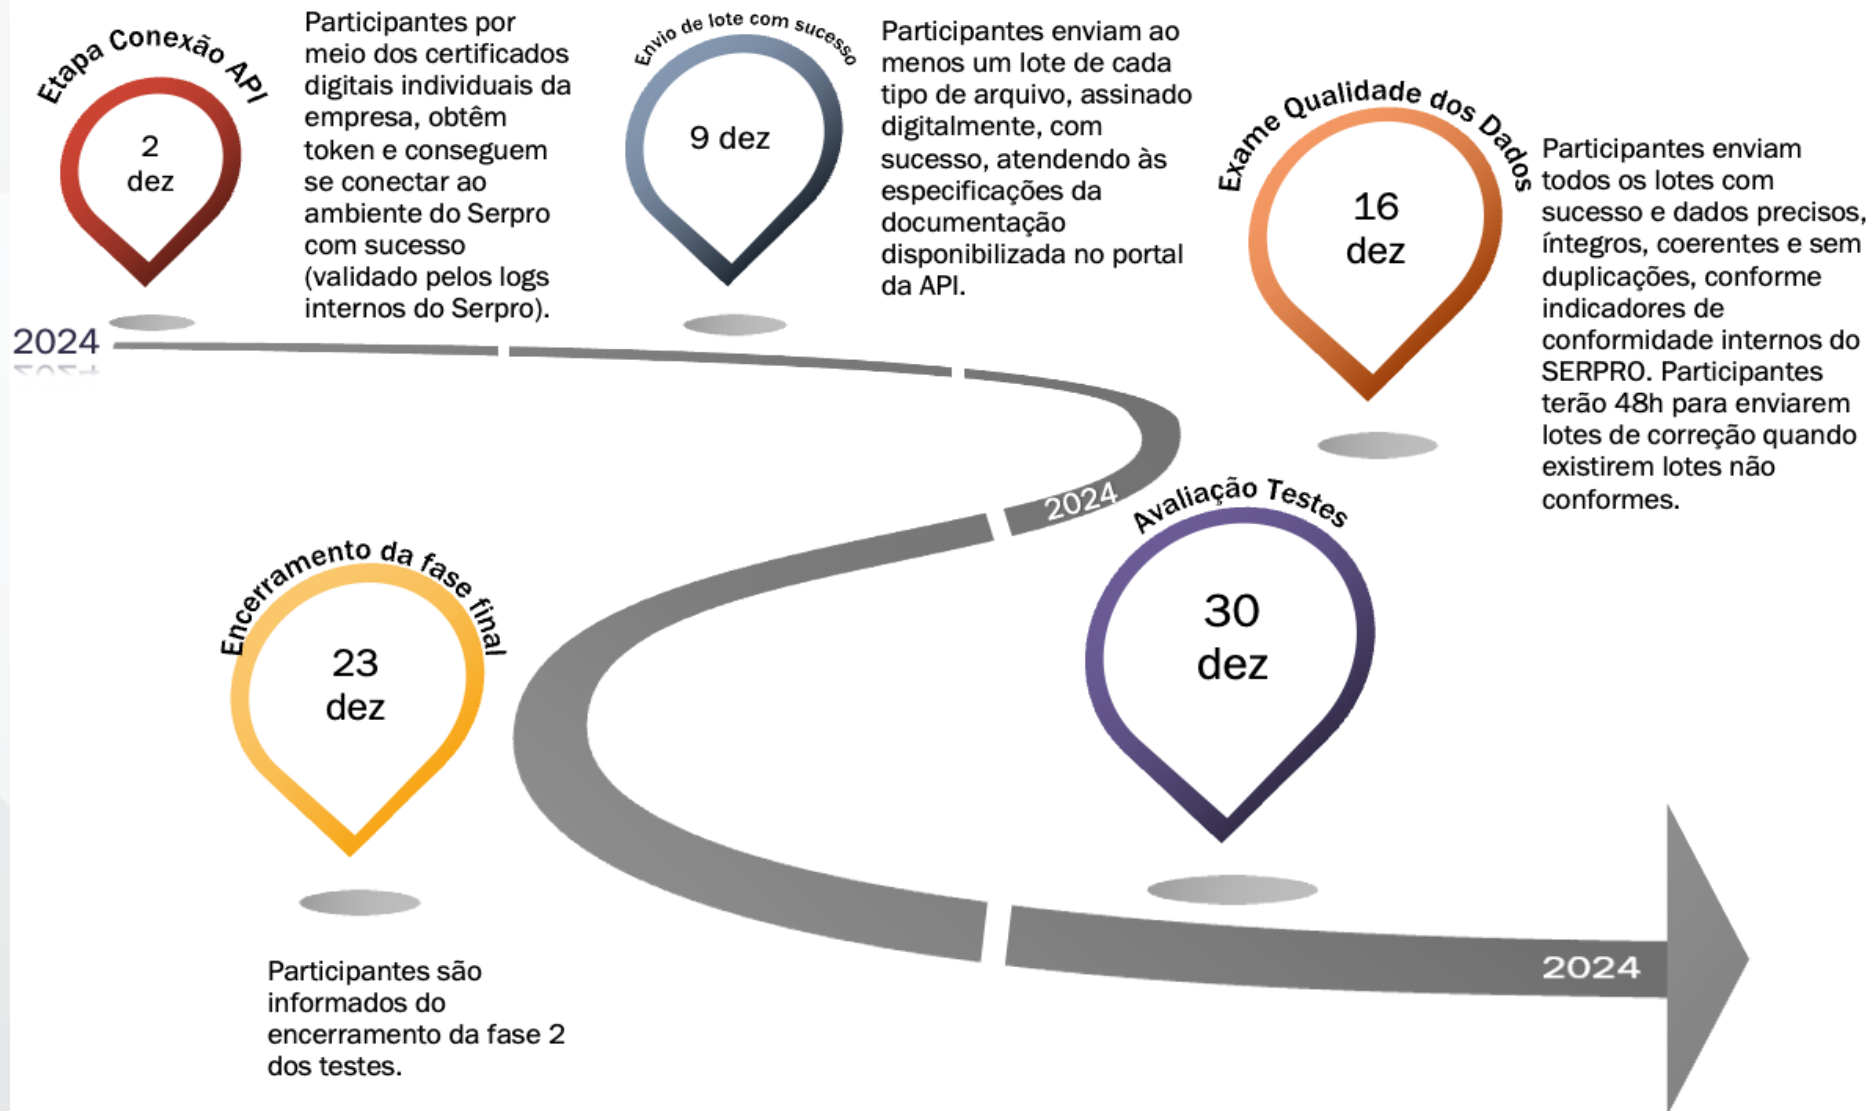 Etapa Conexão API
2
dez
Participantes por
meio dos certificados
digitais individuais da
empresa, obtêm
token e conseguem
se conectar ao
ambiente do Serpro
com sucesso
(validado pelos logs
internos do Serpro).
Envio de lote com sucesso
9 dez
Participantes enviam ao
menos um lote de cada
tipo de arquivo, assinado
digitalmente, com
sucesso, atendendo às
especificações da
documentação
disponibilizada no portal
da API.
Exame Qualidade dos Dados
16
dez
Participantes enviam
todos os lotes com
sucesso e dados precisos,
íntegros, coerentes e sem
duplicações, conforme
indicadores de
conformidade internos do
SERPRO. Participantes
terão 48h para enviarem
lotes de correção quando
existirem lotes não
conformes.
2024
2024
Encerramento da fase final
23
dez
Participantes são
informados do
encerramento da fase 2
dos testes.
Avaliação Testes
30
dez
2024